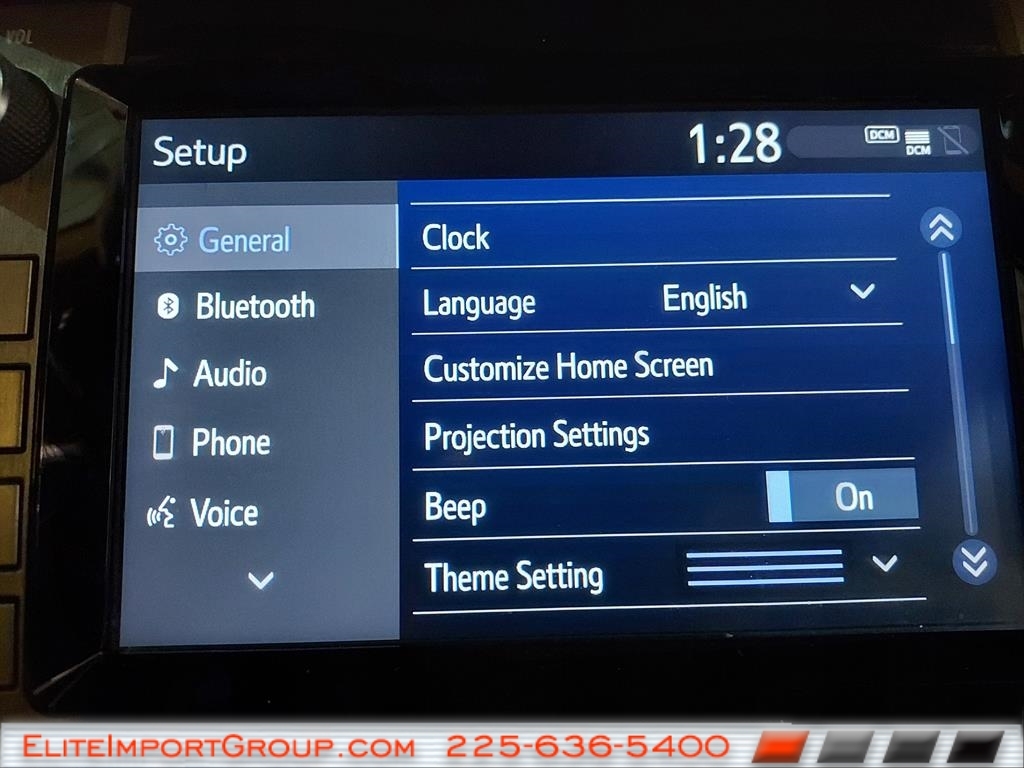 VOL
Setup 1:28 DCM DCM
General
Bluetooth
Audio
Phone
Voice
Clock
Language English
Customize Home Screen
Projection Settings
Beep On
Theme Setting
EliteImportGroup.com 225-636-5400